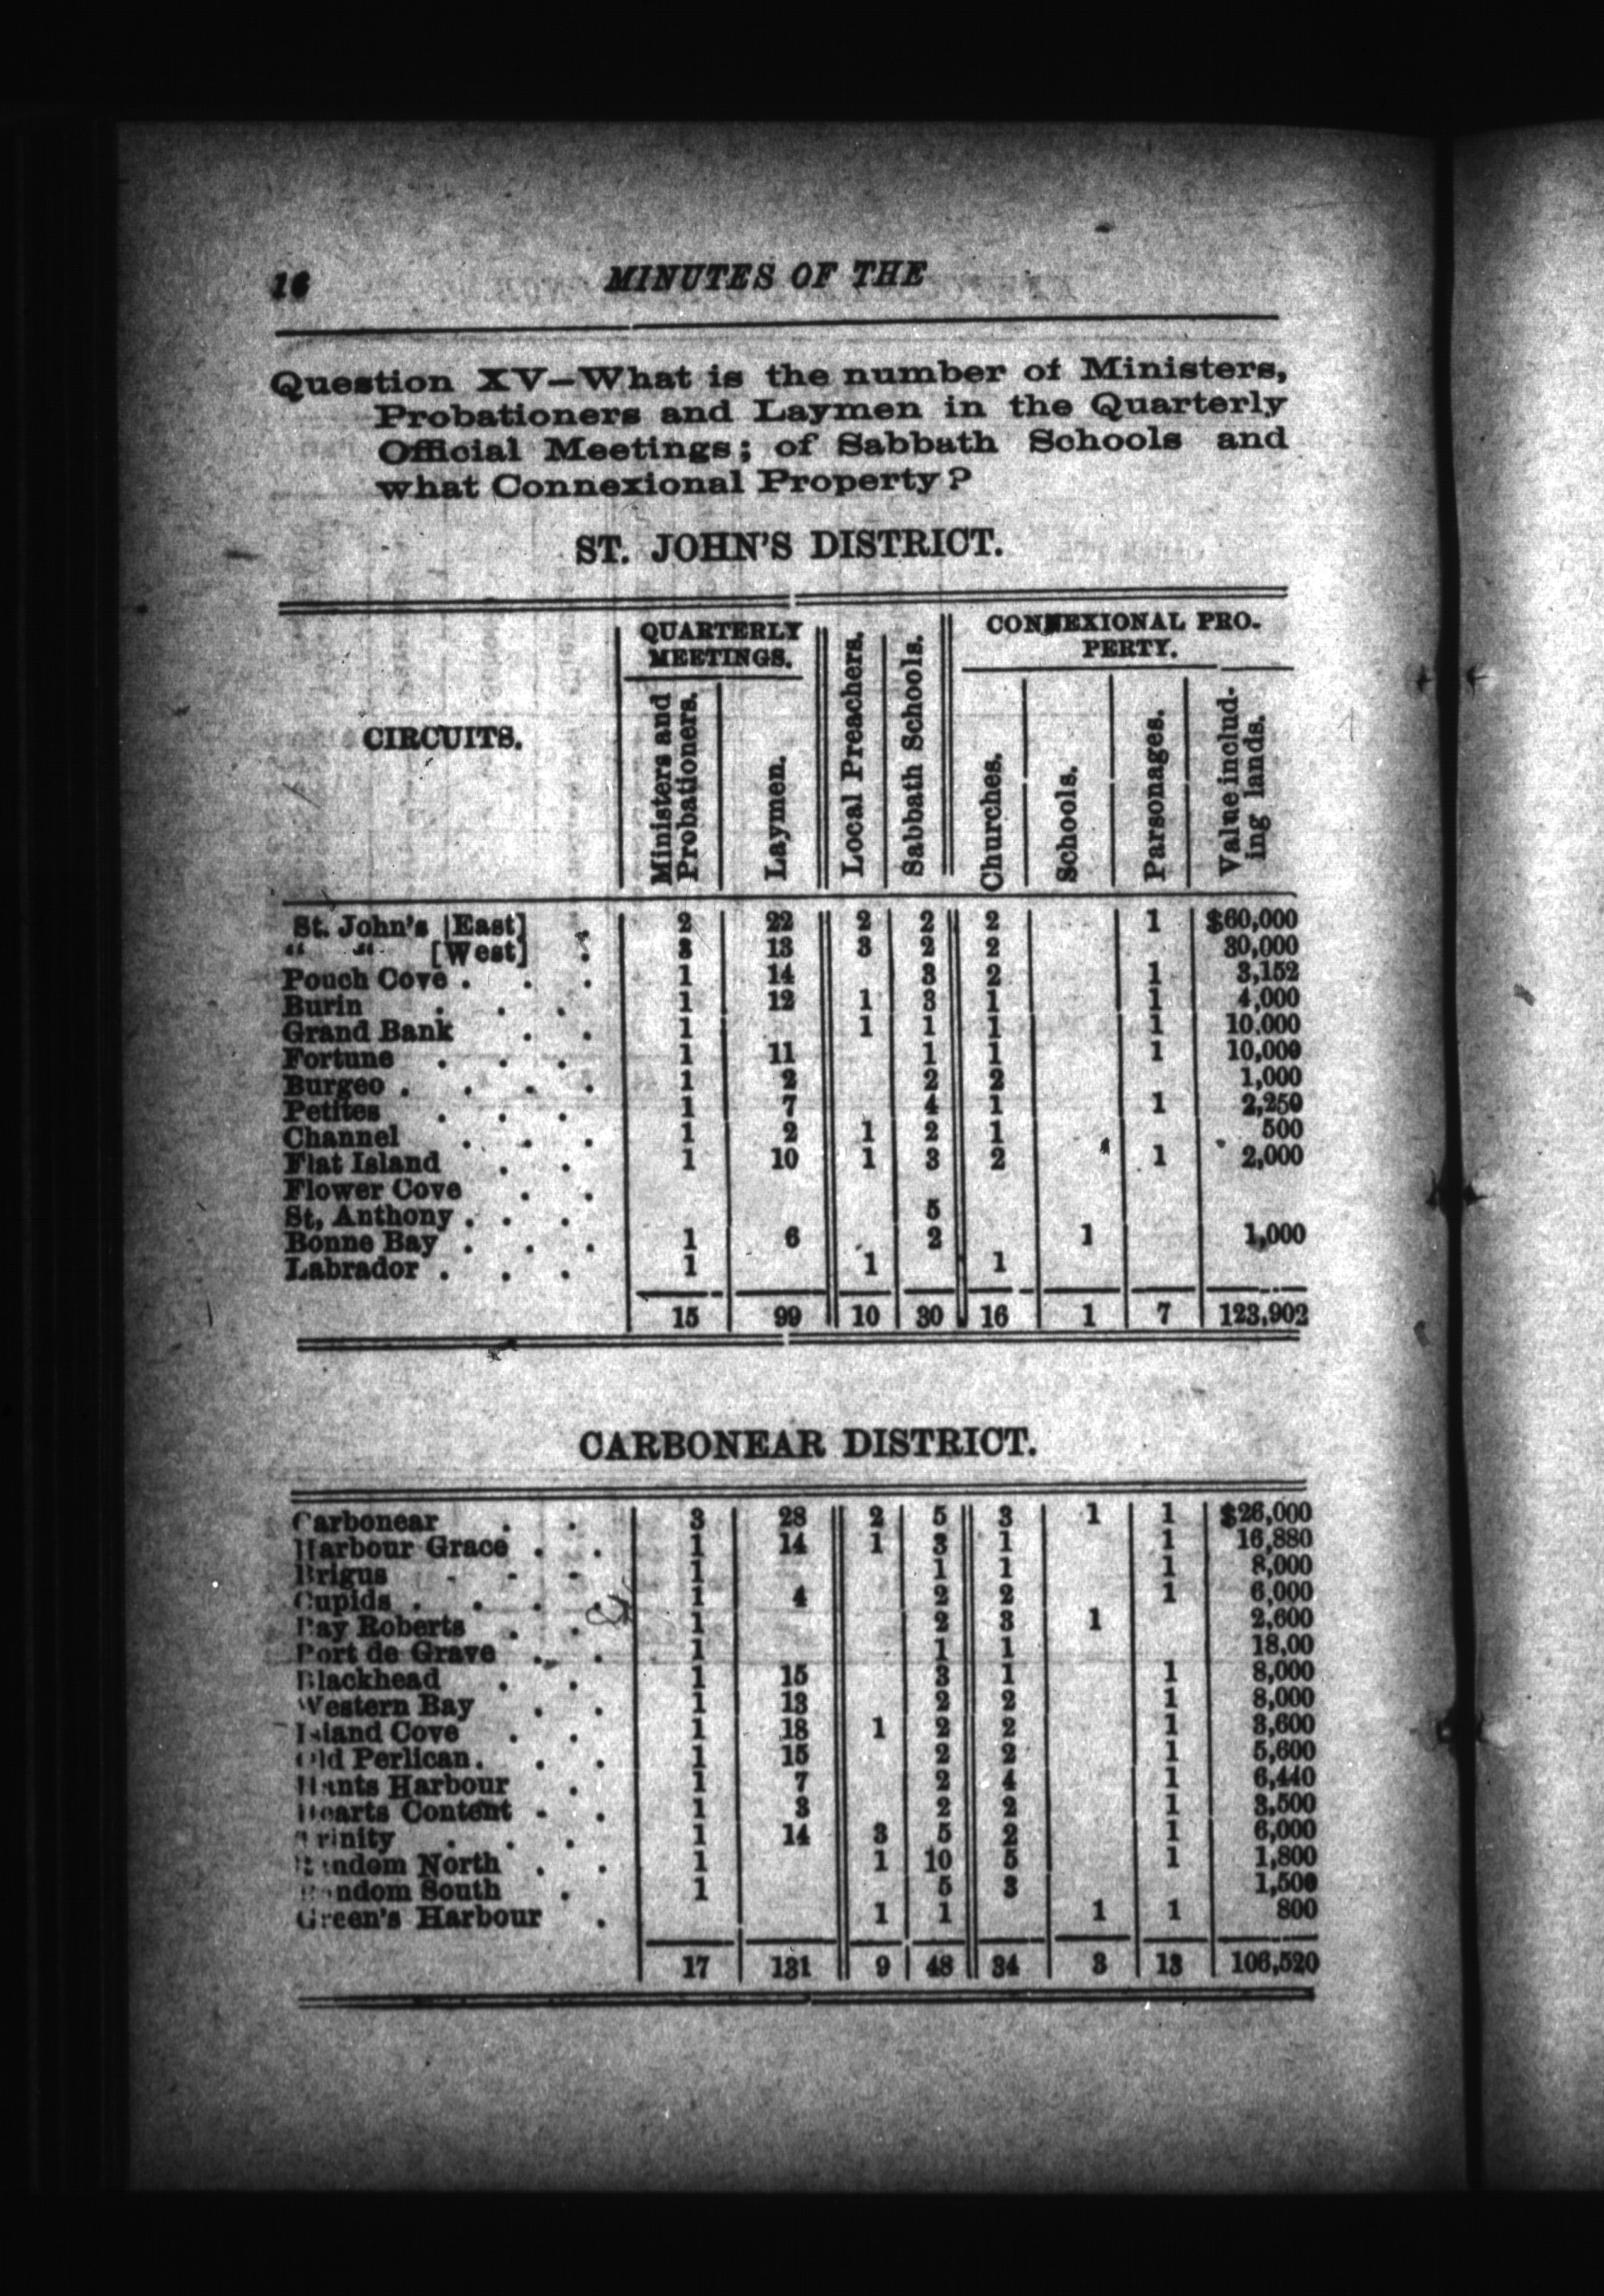 16 MINUTES OF THE
Question XV—What is the number of Ministers,
Probationers and Laymen in the Quarterly
Official Meetings; of Sabbath Schools and
what Connexional Property?
ST. JOHN'S DISTRICT.
CIRCUITS.
QUARTERLY
MEETINGS.
Ministers and
Probationers.
Laymen.
Local Preachers.
Sabbath Schools.
CONNEXIONAL PRO-
PERTY.
Churches.
Schools.
Parsonages.
Value includ-
ing lands.
St. John's [East] . 2 22 2 2 2 1 $60,000
“ “ [West] . 3 13 3 2 2 30,000
Pouch Cove . . . 1 14 3 2 1 3,152
Burin . . . 1 12 1 3 1 1 4,000
Grand Bank . . 1 1 1 1 1 10.000
Fortune . . . 1 11 1 1 1 10,000
Burgeo . . . . 1 2 2 2 1,000
Petites . . . 1 7 4 1 1 2,250
Channel . . . 1 2 1 2 1 500
Flat Island . . 1 10 1 3 2 1 2,000
Flower Cove . .
St, Anthony . . . 5
Bonne Bay . . . 1 6 2 1 1,000
Labrador . . . 1 1 1
15 99 10 30 16 1 7 123,902
CARBONEAR DISTRICT.
Carbonear . . 3 28 2 5 3 1 1 $26,000
Harbour Grace . . 1 14 1 3 1 1 16,880
Brigus - - - 1 1 1 1 8,000
Cupids . . . . 1 4 2 2 1 6,000
Bay Roberts . . 1 2 3 1 2,600
Port de Grave . . 1 1 1 18.00
Blackhead . . 1 15 3 1 1 8,000
Western Bay . . 1 13 2 2 1 8,000
Island Cove . . 1 18 1 2 2 1 3,600
Old Perlican . . . 1 15 2 2 1 5,600
Hants Harbour . 1 7 2 4 1 6,440
Hearts Content - . 1 3 2 2 1 3,500
Trinity . . . 1 14 3 5 2 1 6,000
Random North . . 1 1 10 5 1 1,800
Random South . 1 5 3 1,500
Green's Harbour . 1 1 1 1 800
17 131 9 48 34 3 13 106,520